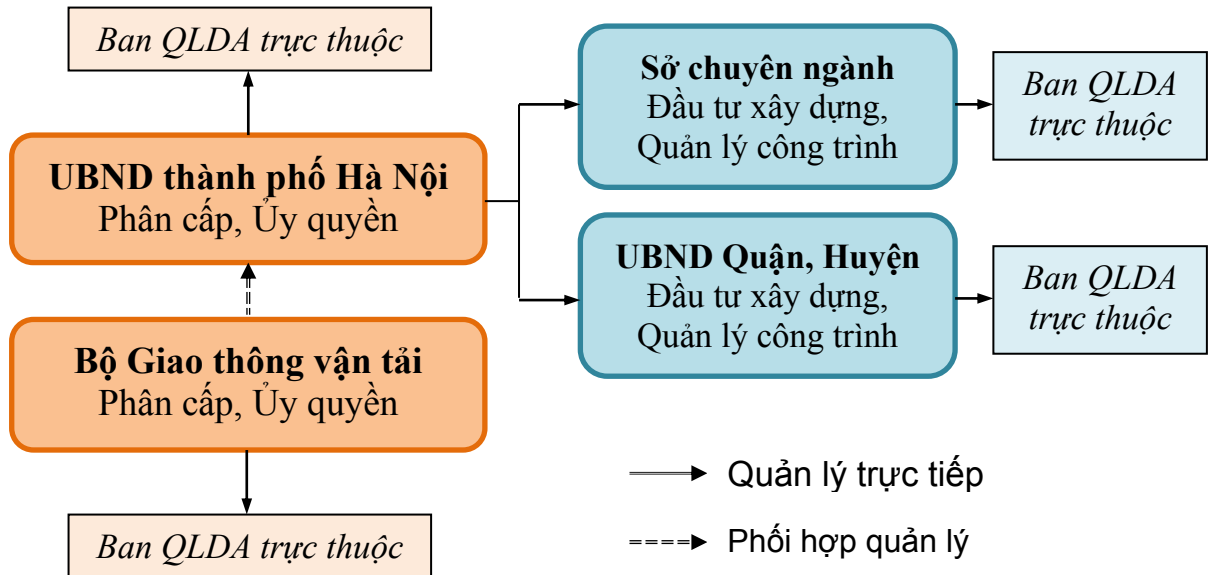 Ban QLDA trực thuộc
UBND thành phố Hà Nội
Phân cấp, Ủy quyền
Bộ Giao thông vận tải
Phân cấp, Ủy quyền
Ban QLDA trực thuộc
Sở chuyên ngành
Đầu tư xây dựng,
Quản lý công trình
Ban QLDA
trực thuộc
UBND Quận, Huyện
Đầu tư xây dựng,
Quản lý công trình
Ban QLDA
trực thuộc
Quản lý trực tiếp
Phối hợp quản lý